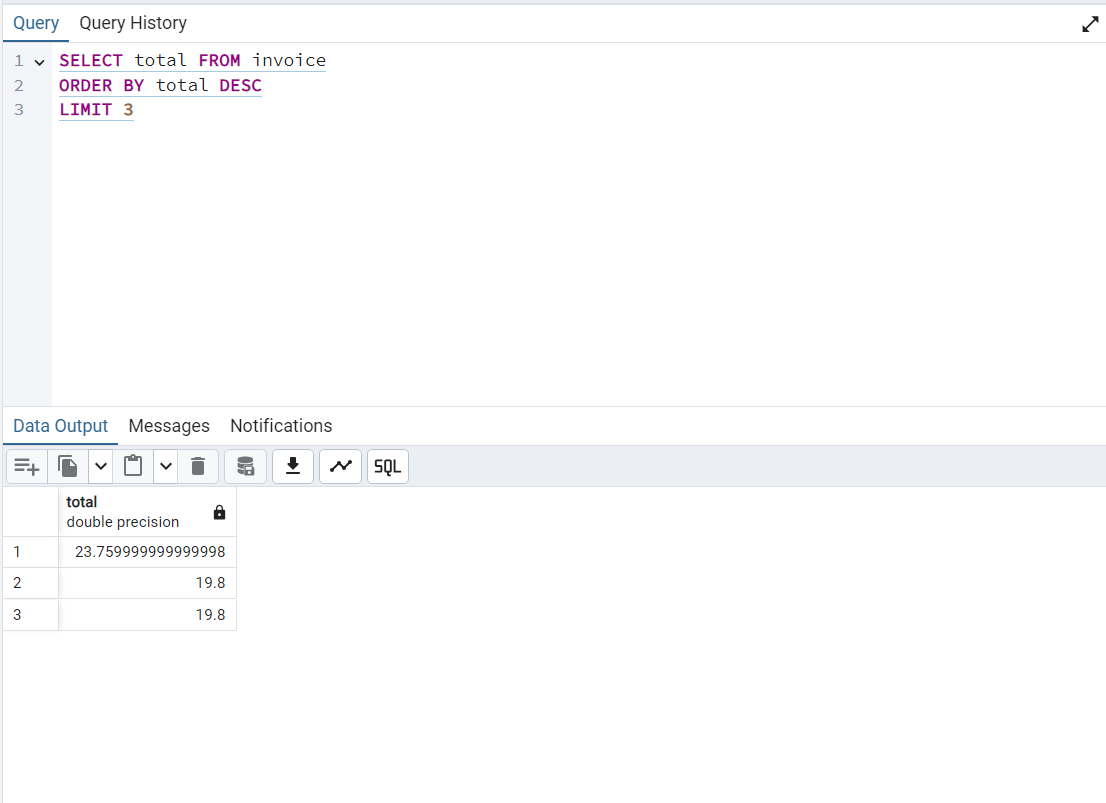 Query Query History
1 SELECT total FROM invoice
2 ORDER BY total DESC
3 LIMIT 3
Data Output Messages Notifications
SQL
total
double precision
1 23.759999999999998
2 19.8
3 19.8